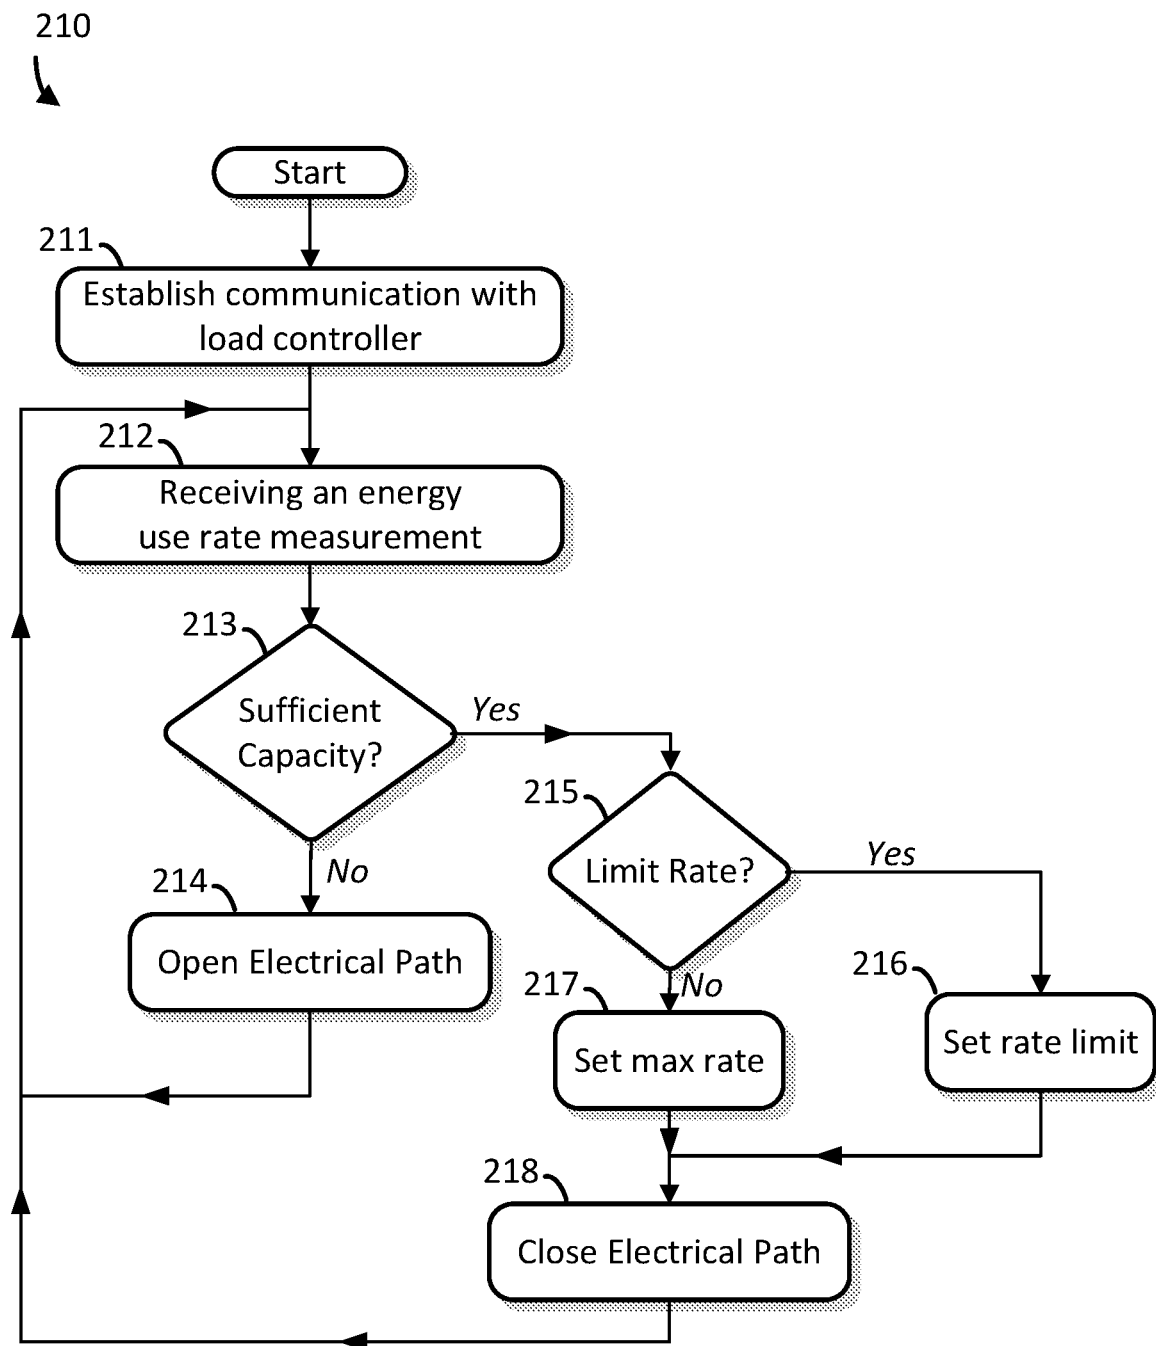 210
Start
211
Establish communication with
load controller
212
Receiving an energy
use rate measurement
213
Sufficient
Capacity?
Yes
215
Limit Rate?
Yes
No
214
Open Electrical Path
216
Set rate limit
217
No
Set max rate
218
Close Electrical Path